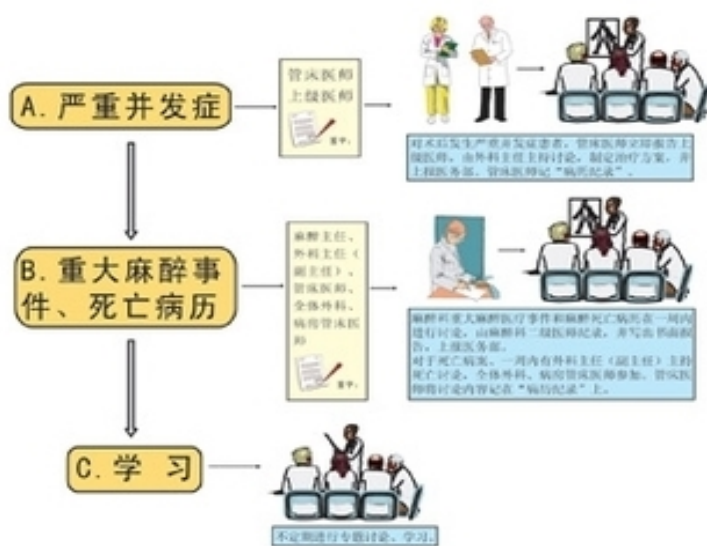 A. 严重并发症
管床医师
上级医师
签字：
对术后发生严重并发症患者，管床医师立即报告上
级医师，由外科主任主持讨论，制定治疗方案，并
上报医务部。管床医师记“病历纪录”。
B. 重大麻醉事
件、死亡病历
麻醉主任、
外科主任（
副主任）、
管床医师、
全体外科、
病房管床医
师
签字：
麻醉科重大麻醉医疗事件和麻醉死亡病历在一周内
进行讨论，由麻醉科二级医师纪录，并写出书面报
告，上报医务部。
对于死亡病案，一周内有外科主任（副主任）主持
死亡讨论，全体外科、病房管床医师参加。管床医
师将讨论内容记在“病历纪录”上。
C. 学 习
不定期进行专题讨论、学习。